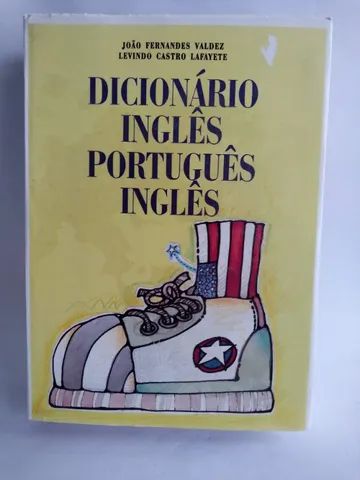 JOÃO FERNANDES VALDEZ
LEVINDO CASTRO LAFAYETE
DICIONÁRIO
INGLÊS
PORTUGUÊS
INGLÊS